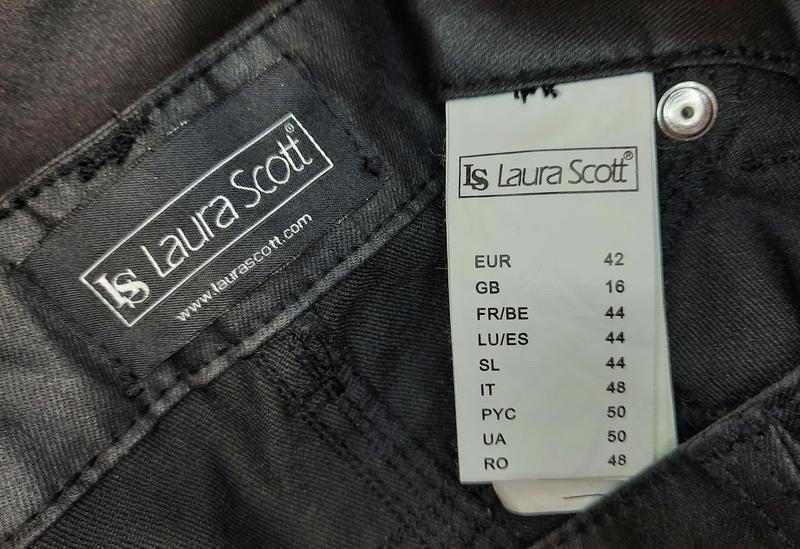 LS Laura Scott®
www.laurascott.com
LS Laura Scott®
EUR 42
GB 16
FR/BE 44
LU/ES 44
SL 44
IT 48
PYC 50
UA 50
RO 48